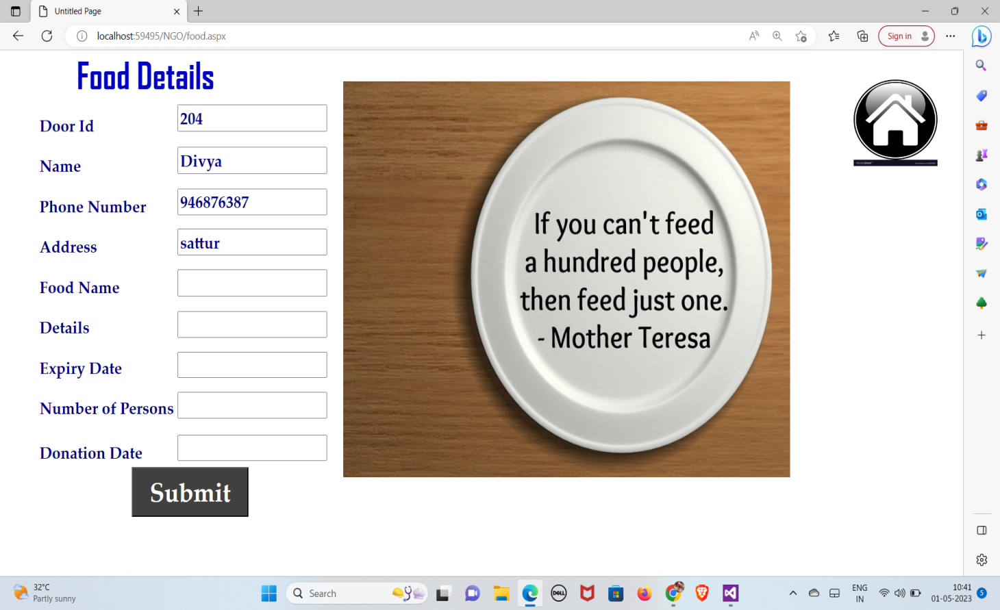 Untitled Page
localhost:59495/NGO/food.aspx
Sign in
Food Details
Door Id
204
Name
Divya
Phone Number
946876387
Address
sattur
Food Name
Details
Expiry Date
Number of Persons
Donation Date
Submit
If you can't feed
a hundred people,
then feed just one.
- Mother Teresa
32°C
Partly sunny
Search
DELL
ENG
IN
10:41
01-05-2023
5